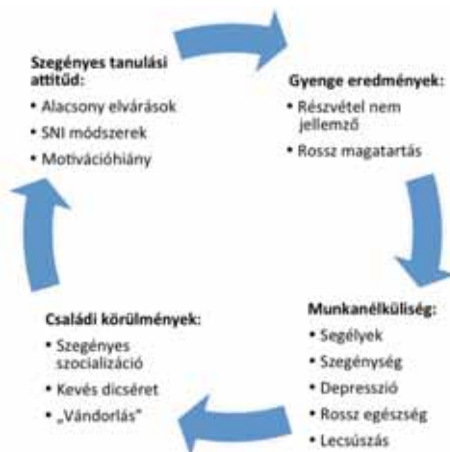 Szegényes tanulási
attitűd:
• Alacsony elvárások
• SNI módszerek
• Motivációhiány
Gyenge eredmények:
• Részvétel nem
jellemző
• Rossz magatartás
Munkanélküliség:
• Segélyek
• Szegénység
• Depresszió
• Rossz egészség
• Lecsúszás
Családi körülmények:
• Szegényes
szocializáció
• Kevés dicséret
• „Vándorlás”